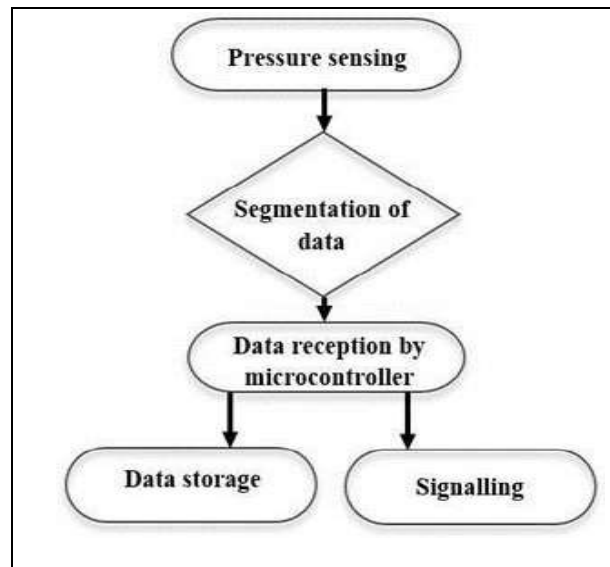 Pressure sensing
Segmentation of
data
Data reception by
microcontroller
Data storage
Signalling